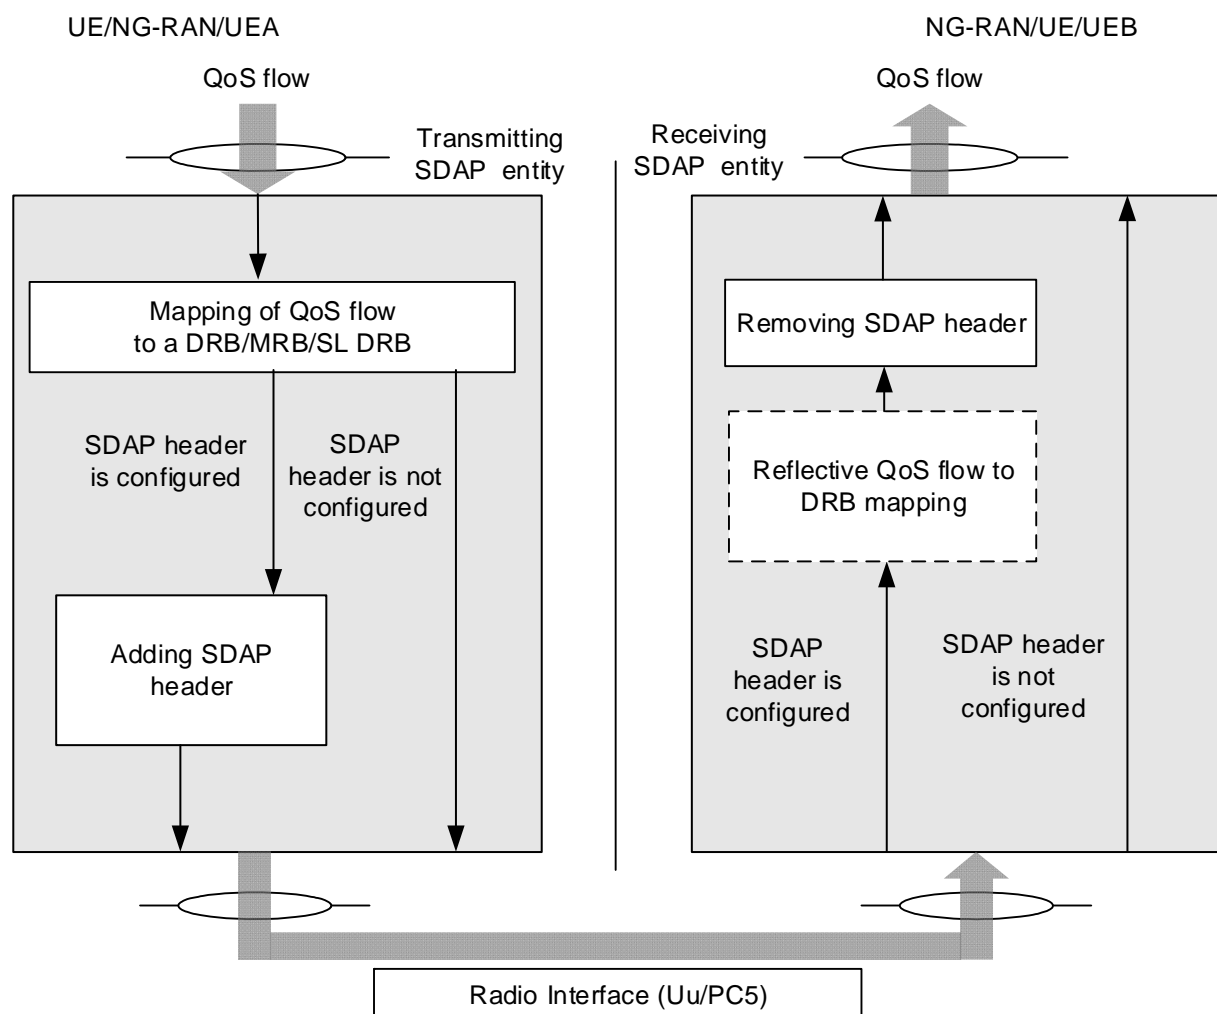 UE/NG-RAN/UEA
NG-RAN/UE/UEB
QoS flow
QoS flow
Transmitting
SDAP entity
Receiving
SDAP entity
Mapping of QoS flow
to a DRB/MRB/SL DRB
SDAP header
is configured
SDAP
header is not
configured
Adding SDAP
header
Removing SDAP header
Reflective QoS flow to
DRB mapping
SDAP
header is
configured
SDAP header
is not
configured
Radio Interface (Uu/PC5)